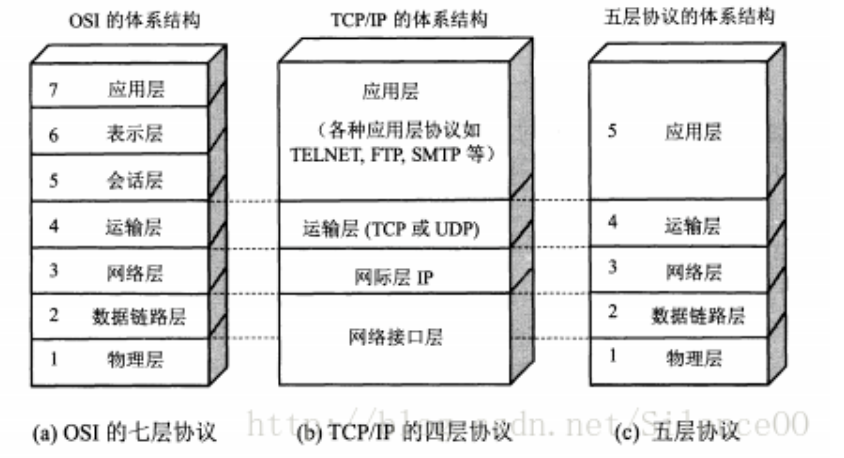 OSI 的体系结构
7 应用层
6 表示层
5 会话层
4 运输层
3 网络层
2 数据链路层
1 物理层
(a) OSI 的七层协议
TCP/IP 的体系结构
应用层
（各种应用层协议如
TELNET, FTP, SMTP 等）
运输层 (TCP 或 UDP)
网际层 IP
网络接口层
(b) TCP/IP 的四层协议
五层协议的体系结构
5 应用层
4 运输层
3 网络层
2 数据链路层
1 物理层
(c) 五层协议